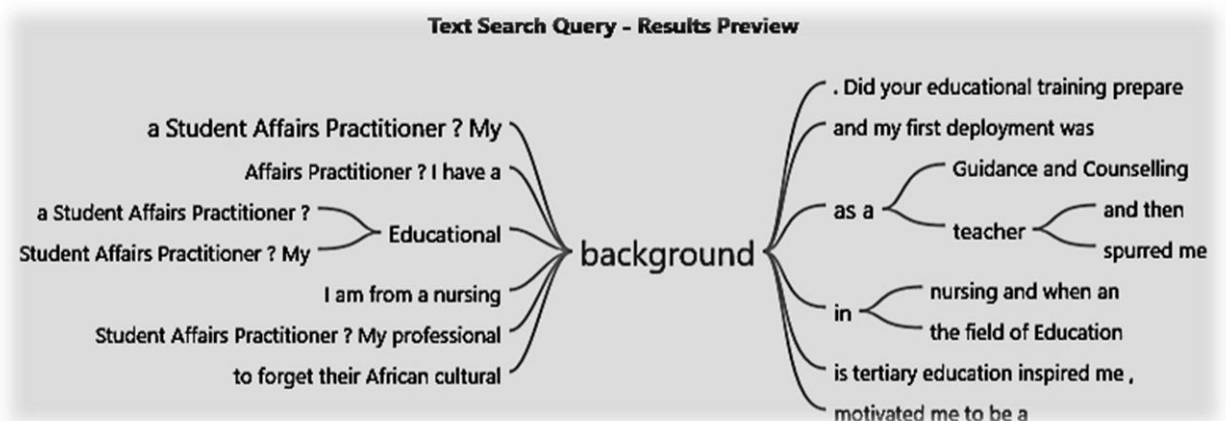 Text Search Query - Results Preview
a Student Affairs Practitioner ? My
Affairs Practitioner ? I have a
a Student Affairs Practitioner ?
Student Affairs Practitioner ? My
Educational
I am from a nursing
Student Affairs Practitioner ? My professional
to forget their African cultural
background
. Did your educational training prepare
and my first deployment was
as a
Guidance and Counselling
teacher
and then
spurred me
in
nursing and when an
the field of Education
is tertiary education inspired me ,
motivated me to be a